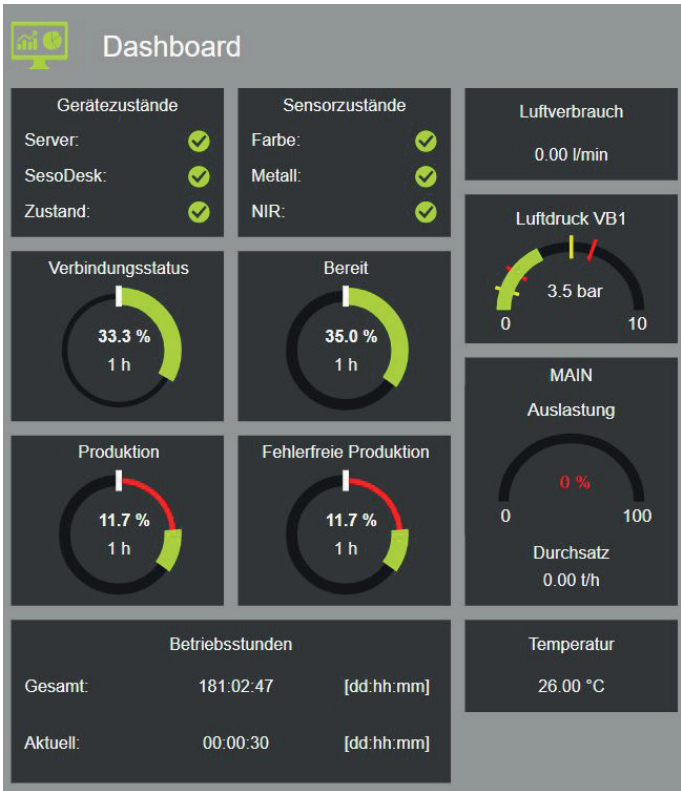 Dashboard
Gerätezustände
Server:
SesoDesk:
Zustand:
Sensorzustände
Farbe:
Metall:
NIR:
Luftverbrauch
0.00 l/min
Luftdruck VB1
3.5 bar
0 10
Verbindungsstatus
33.3 %
1 h
Bereit
35.0 %
1 h
MAIN
Auslastung
0 %
0 100
Durchsatz
0.00 t/h
Produktion
11.7 %
1 h
Fehlerfreie Produktion
11.7 %
1 h
Betriebsstunden
Gesamt: 181:02:47 [dd:hh:mm]
Aktuell: 00:00:30 [dd:hh:mm]
Temperatur
26.00 °C